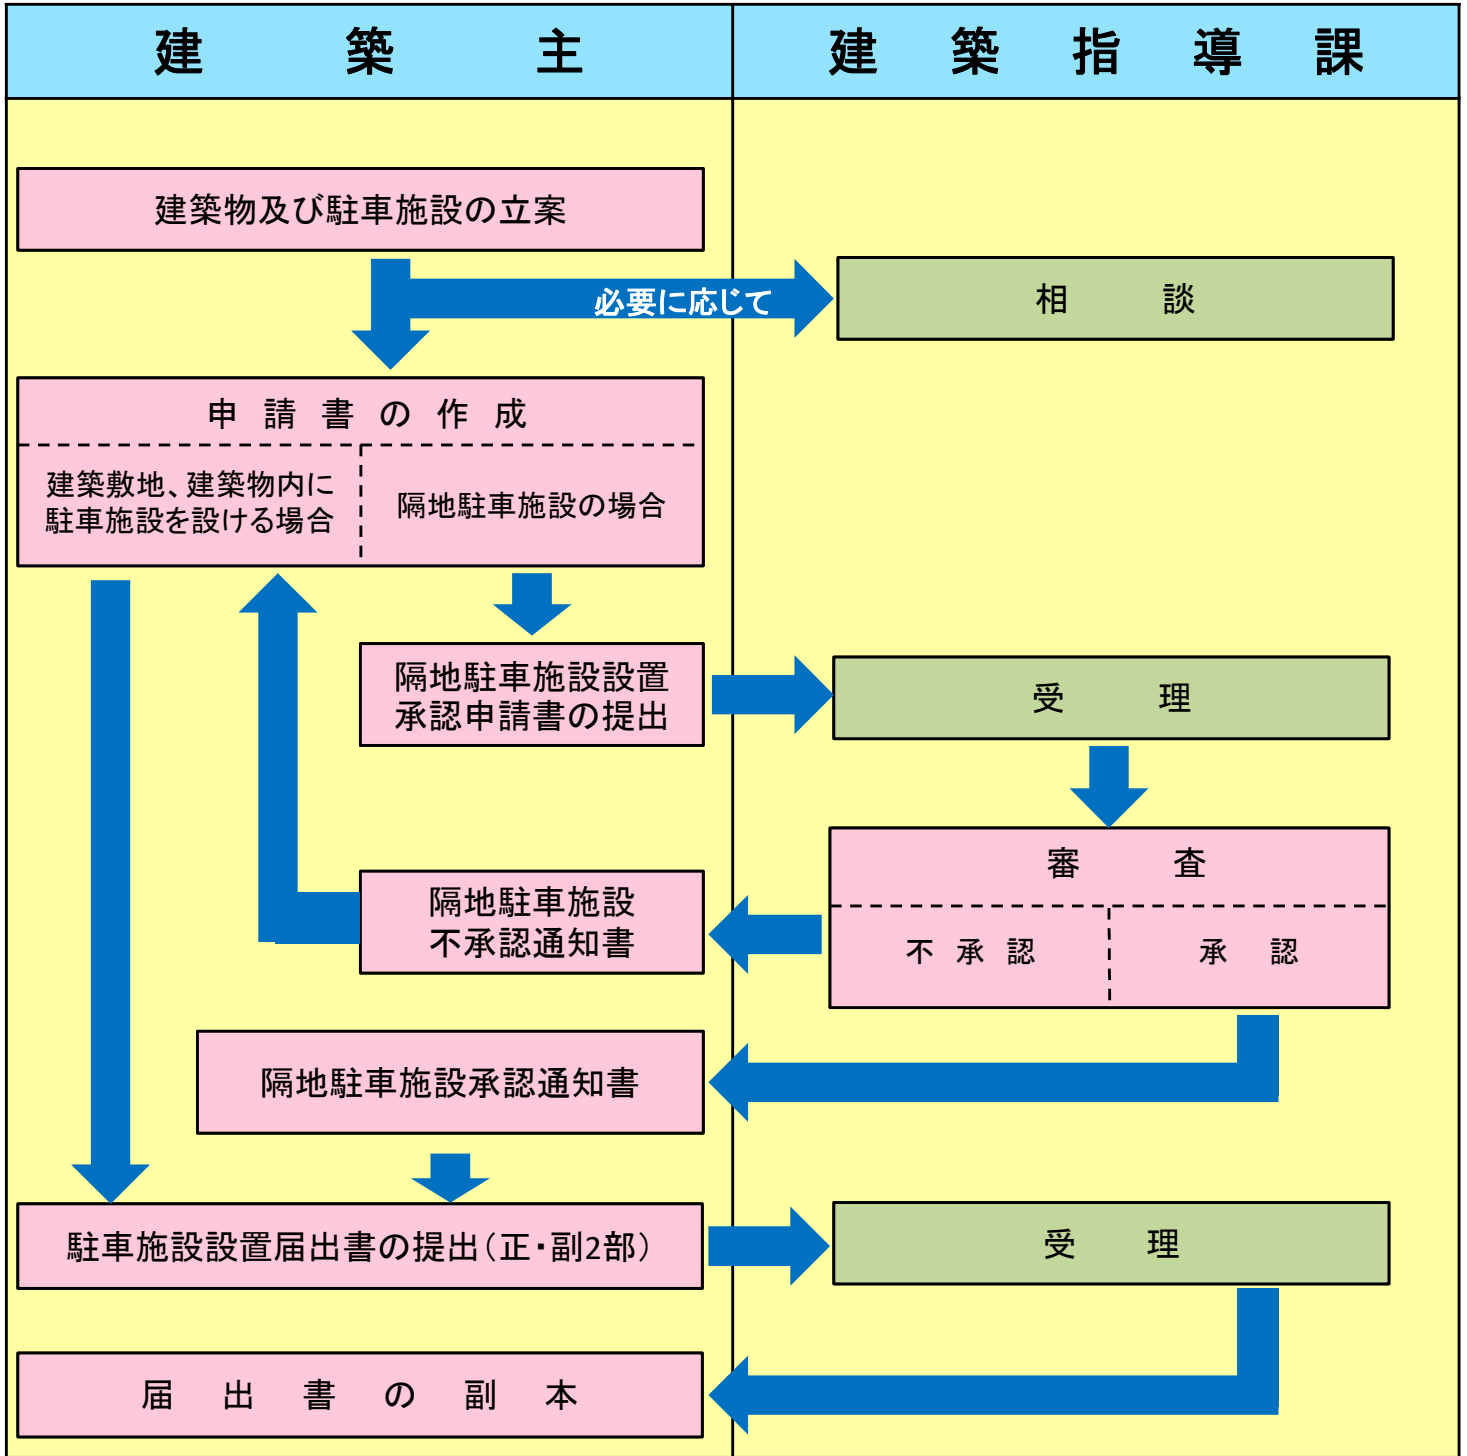 建築主
建築指導課
建築物及び駐車施設の立案
必要に応じて
相談
申請書の作成
建築敷地、建築物内に
駐車施設を設ける場合
隔地駐車施設の場合
隔地駐車施設設置
承認申請書の提出
受理
審査
不承認
承認
隔地駐車施設
不承認通知書
隔地駐車施設承認通知書
駐車施設設置届出書の提出（正・副2部）
受理
届出書の副本